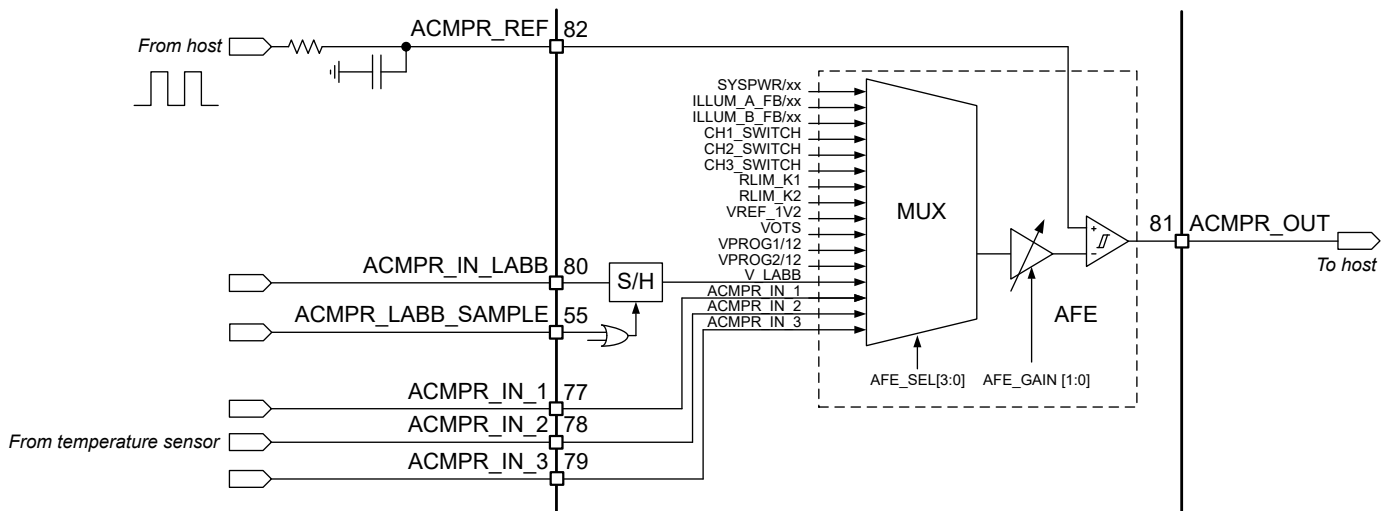 From host
ACMPR_REF
82
SYSPWR/xx
ILLUM_A_FB/xx
ILLUM_B_FB/xx
CH1_SWITCH
CH2_SWITCH
CH3_SWITCH
RLIM_K1
RLIM_K2
VREF_1V2
VOTS
VPROG1/12
VPROG2/12
V_LABB
ACMPR_IN_1
ACMPR_IN_2
ACMPR_IN_3
MUX
+
−
AFE
AFE_SEL[3:0]
AFE_GAIN [1:0]
81
ACMPR_OUT
To host
ACMPR_IN_LABB
80
S/H
ACMPR_LABB_SAMPLE
55
ACMPR_IN_1
77
From temperature sensor
ACMPR_IN_2
78
ACMPR_IN_3
79